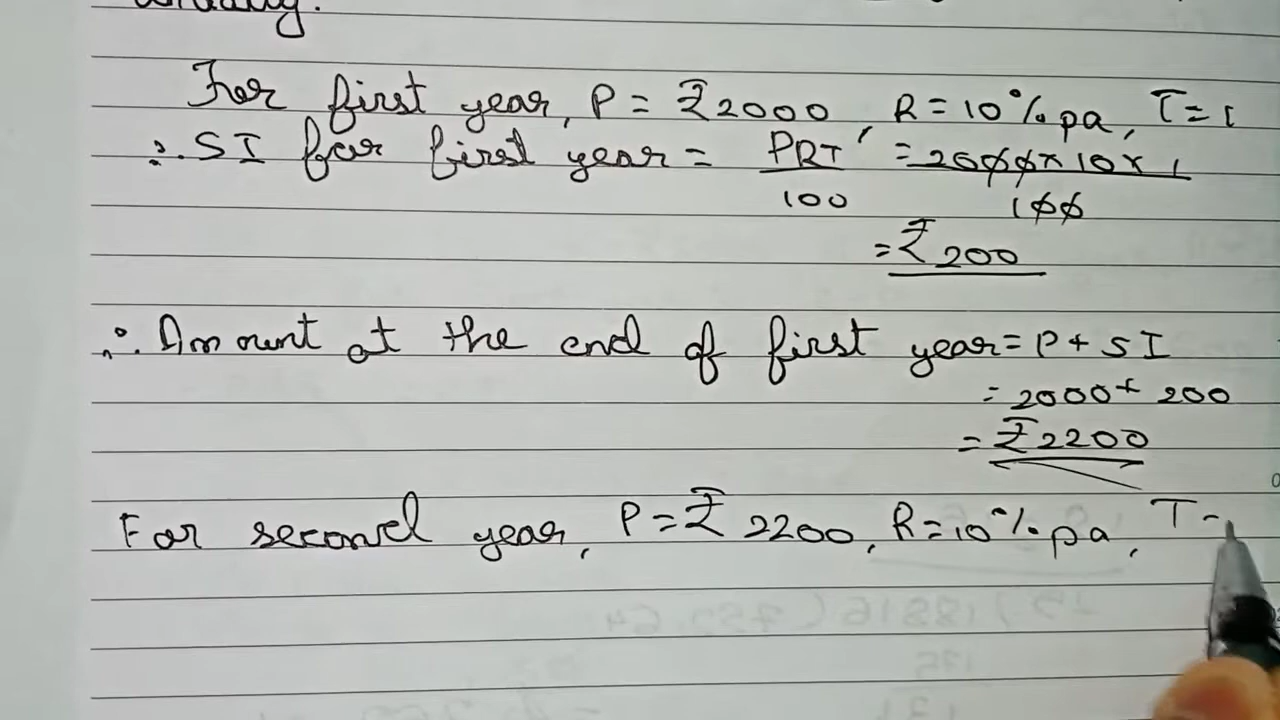 For first year, P = ₹2000, R = 10% pa, T = 1
∴ SI for first year = PRT/100 = 2000 × 10 × 1/100
= ₹200
∴ Amount at the end of first year = P + SI
= 2000 + 200
= ₹2200
For second year, P = ₹ 2200, R = 10% pa, T =